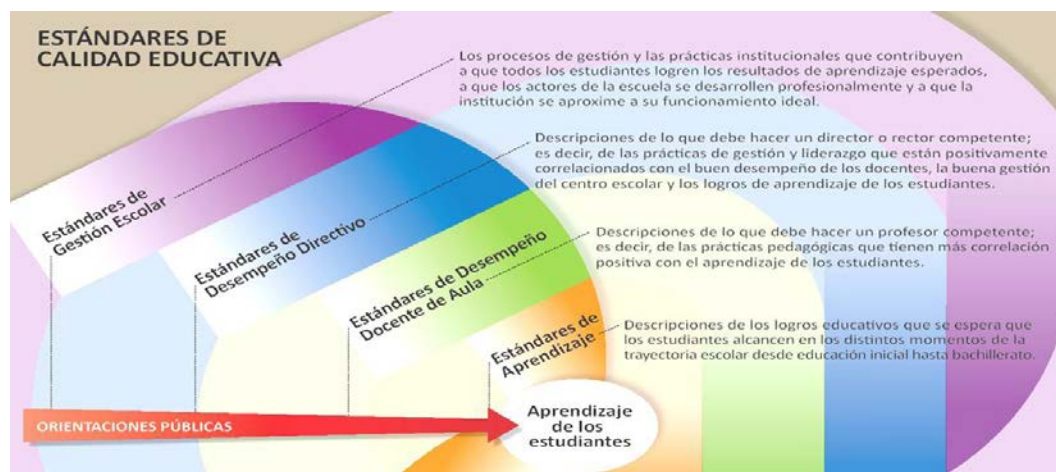 ESTÁNDARES DE
CALIDAD EDUCATIVA
Los procesos de gestión y las prácticas institucionales que contribuyen
a que todos los estudiantes logren los resultados de aprendizaje esperados,
a que los actores de la escuela se desarrollen profesionalmente y a que la
institución se aproxime a su funcionamiento ideal.
Estándares de
Gestión Escolar
Descripciones de lo que debe hacer un director o rector competente;
es decir, de las prácticas de gestión y liderazgo que están positivamente
correlacionados con el buen desempeño de los docentes, la buena gestión
del centro escolar y los logros de aprendizaje de los estudiantes.
Estándares de
Desempeño Directivo
Descripciones de lo que debe hacer un profesor competente;
es decir, de las prácticas pedagógicas que tienen más correlación
positiva con el aprendizaje de los estudiantes.
Estándares de Desempeño
Docente de Aula
Descripciones de los logros educativos que se espera que
los estudiantes alcancen en los distintos momentos de la
trayectoria escolar desde educación inicial hasta bachillerato.
Estándares de
Aprendizaje
ORIENTACIONES PÚBLICAS
Aprendizaje
de los
estudiantes